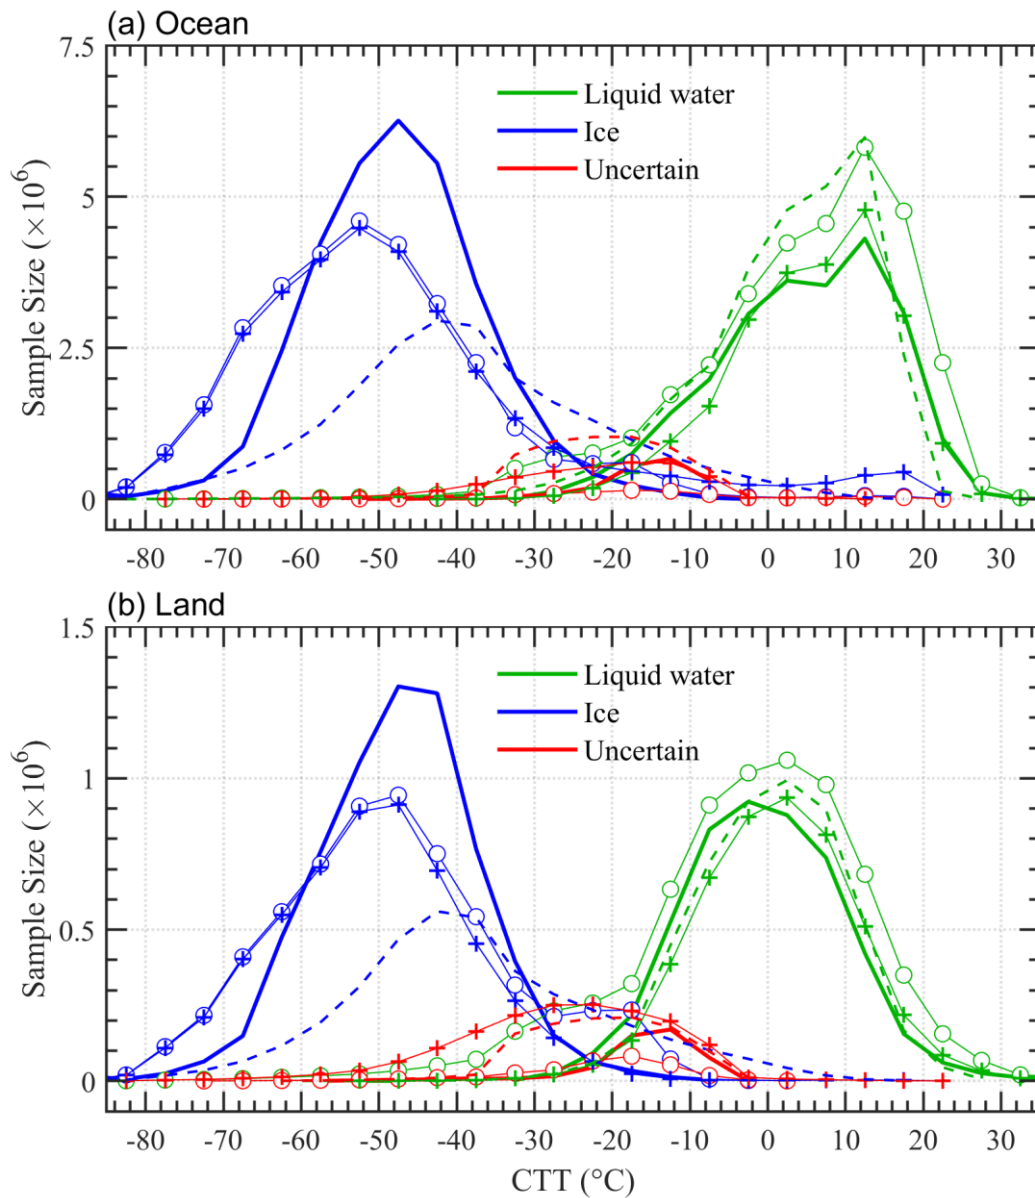 (a) Ocean
7.5
5
2.5
0
Sample Size (×10⁶)
Liquid water
Ice
Uncertain
-80 -70 -60 -50 -40 -30 -20 -10 0 10 20 30
(b) Land
1.5
1
0.5
0
Sample Size (×10⁶)
Liquid water
Ice
Uncertain
-80 -70 -60 -50 -40 -30 -20 -10 0 10 20 30
CTT (°C)